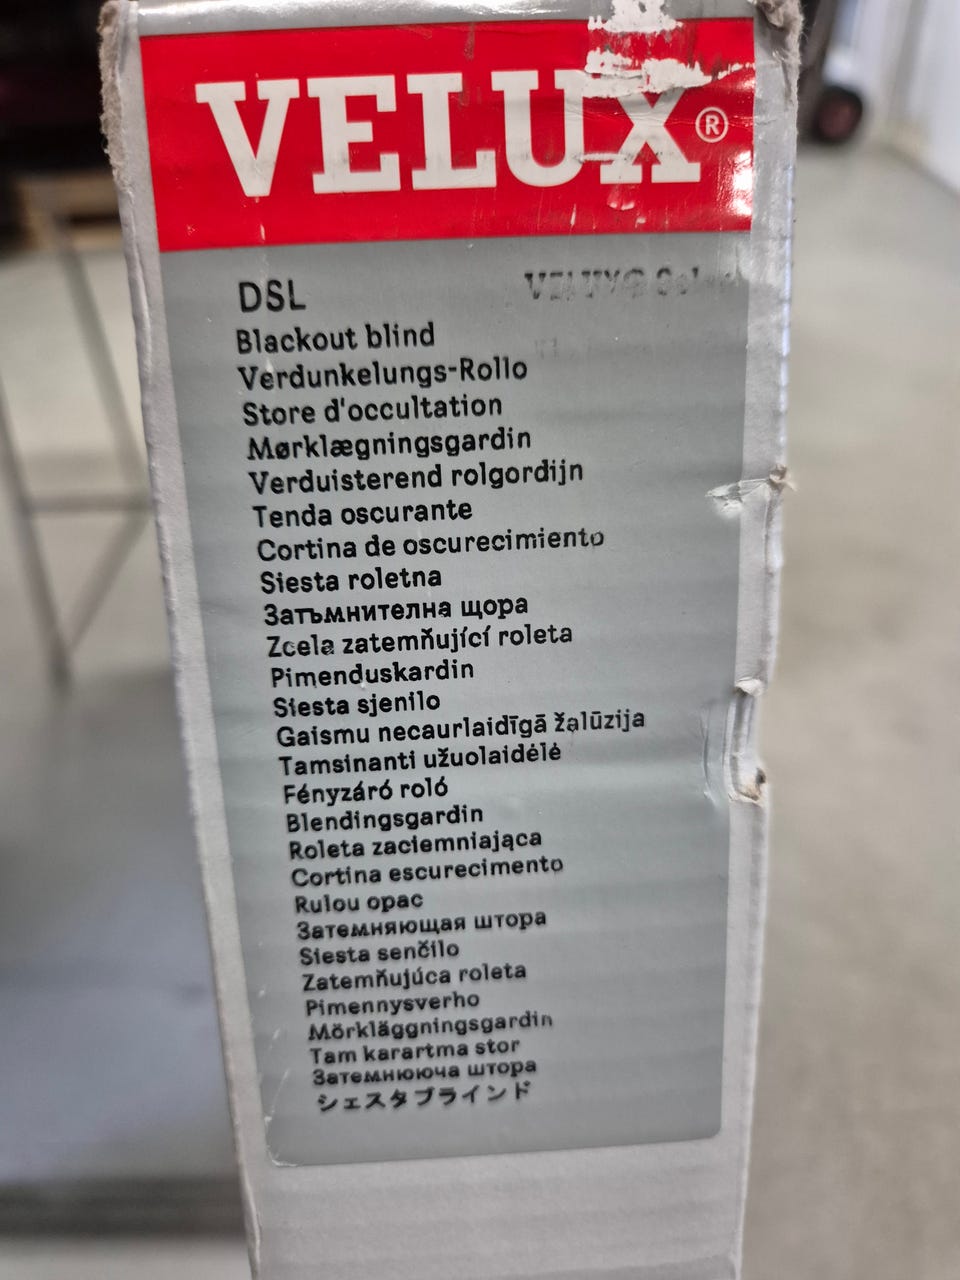 VELUX®
DSL
VELUX® Solar
Blackout blind
Verdunkelungs-Rollo
Store d'occultation
Mørklægningsgardin
Verduisterend rolgordijn
Tenda oscurante
Cortina de oscurecimiento
Siesta roletna
Затъмнителна щора
Zcela zatemňující roleta
Pimenduskardin
Siesta sjenilo
Gaismu necaurlaidīgā žalūzija
Tamsinanti užuolaidėlė
Fényzáró roló
Blendingsgardin
Roleta zaciemniająca
Cortina escurecimento
Rulou opac
Затемняющая штора
Siesta senčilo
Zatemňujúca roleta
Pimennysverho
Mörkläggningsgardin
Tam karartma stor
Затемнююча штора
シェスタブラインド